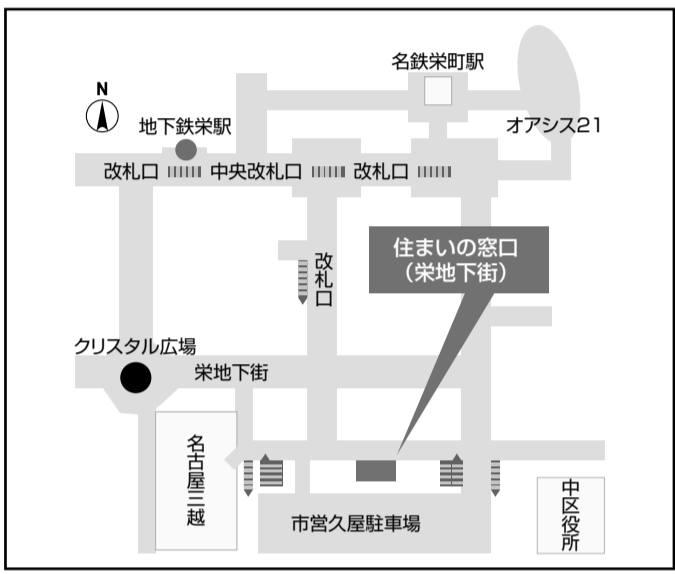 名鉄栄町駅
N
オアシス21
地下鉄栄駅
改札口
中央改札口
改札口
住まいの窓口
（栄地下街）
改札口
クリスタル広場
栄地下街
名古屋三越
中区役所
市営久屋駐車場